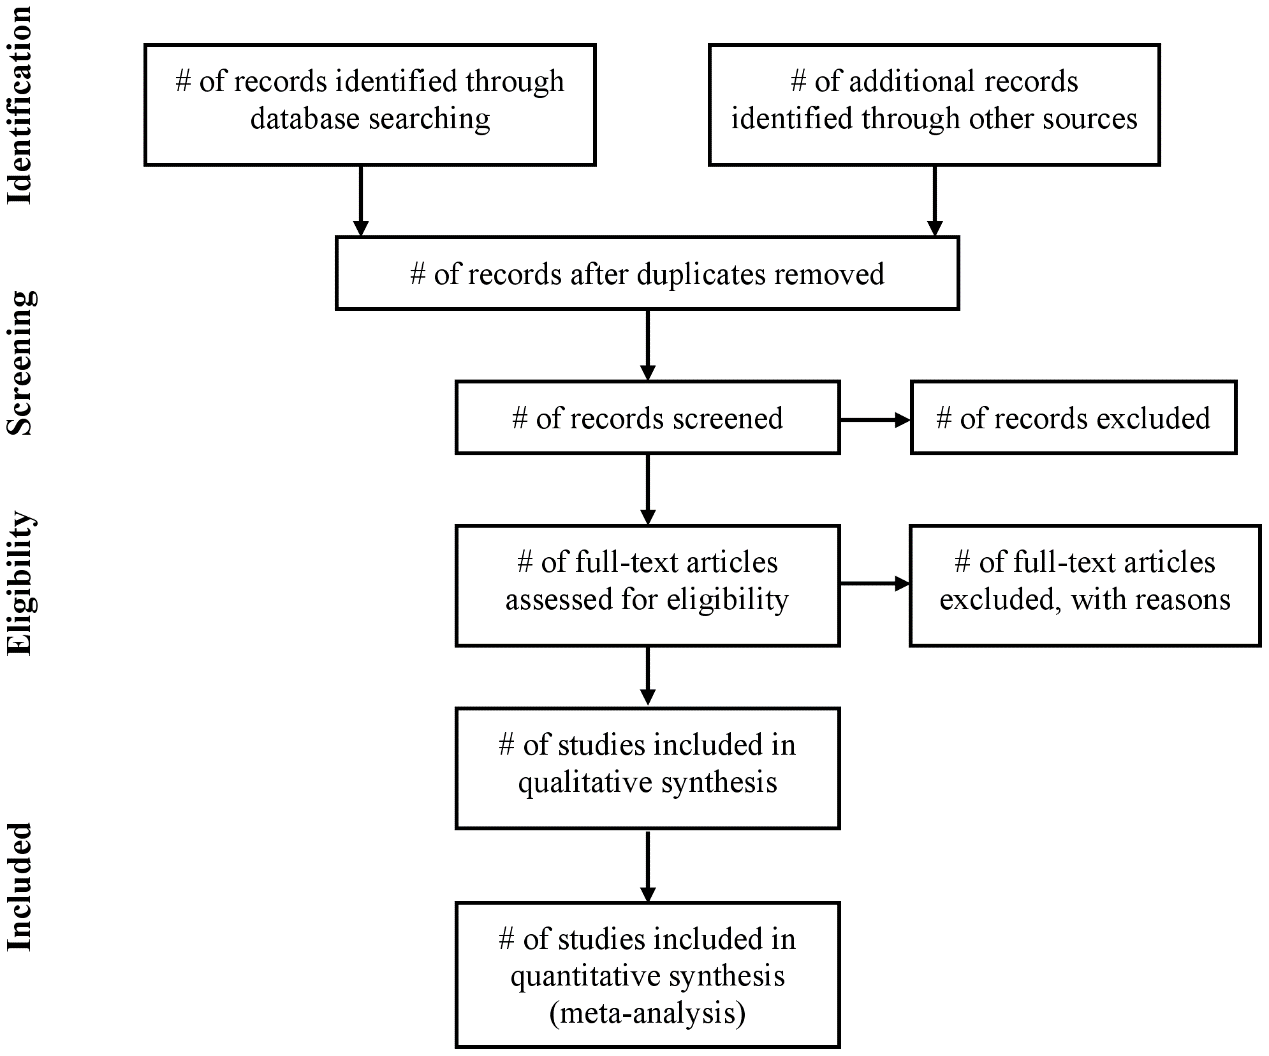 Identification
# of records identified through
database searching
# of additional records
identified through other sources
# of records after duplicates removed
Screening
# of records screened
# of records excluded
Eligibility
# of full-text articles
assessed for eligibility
# of full-text articles
excluded, with reasons
Included
# of studies included in
qualitative synthesis
# of studies included in
quantitative synthesis
(meta-analysis)